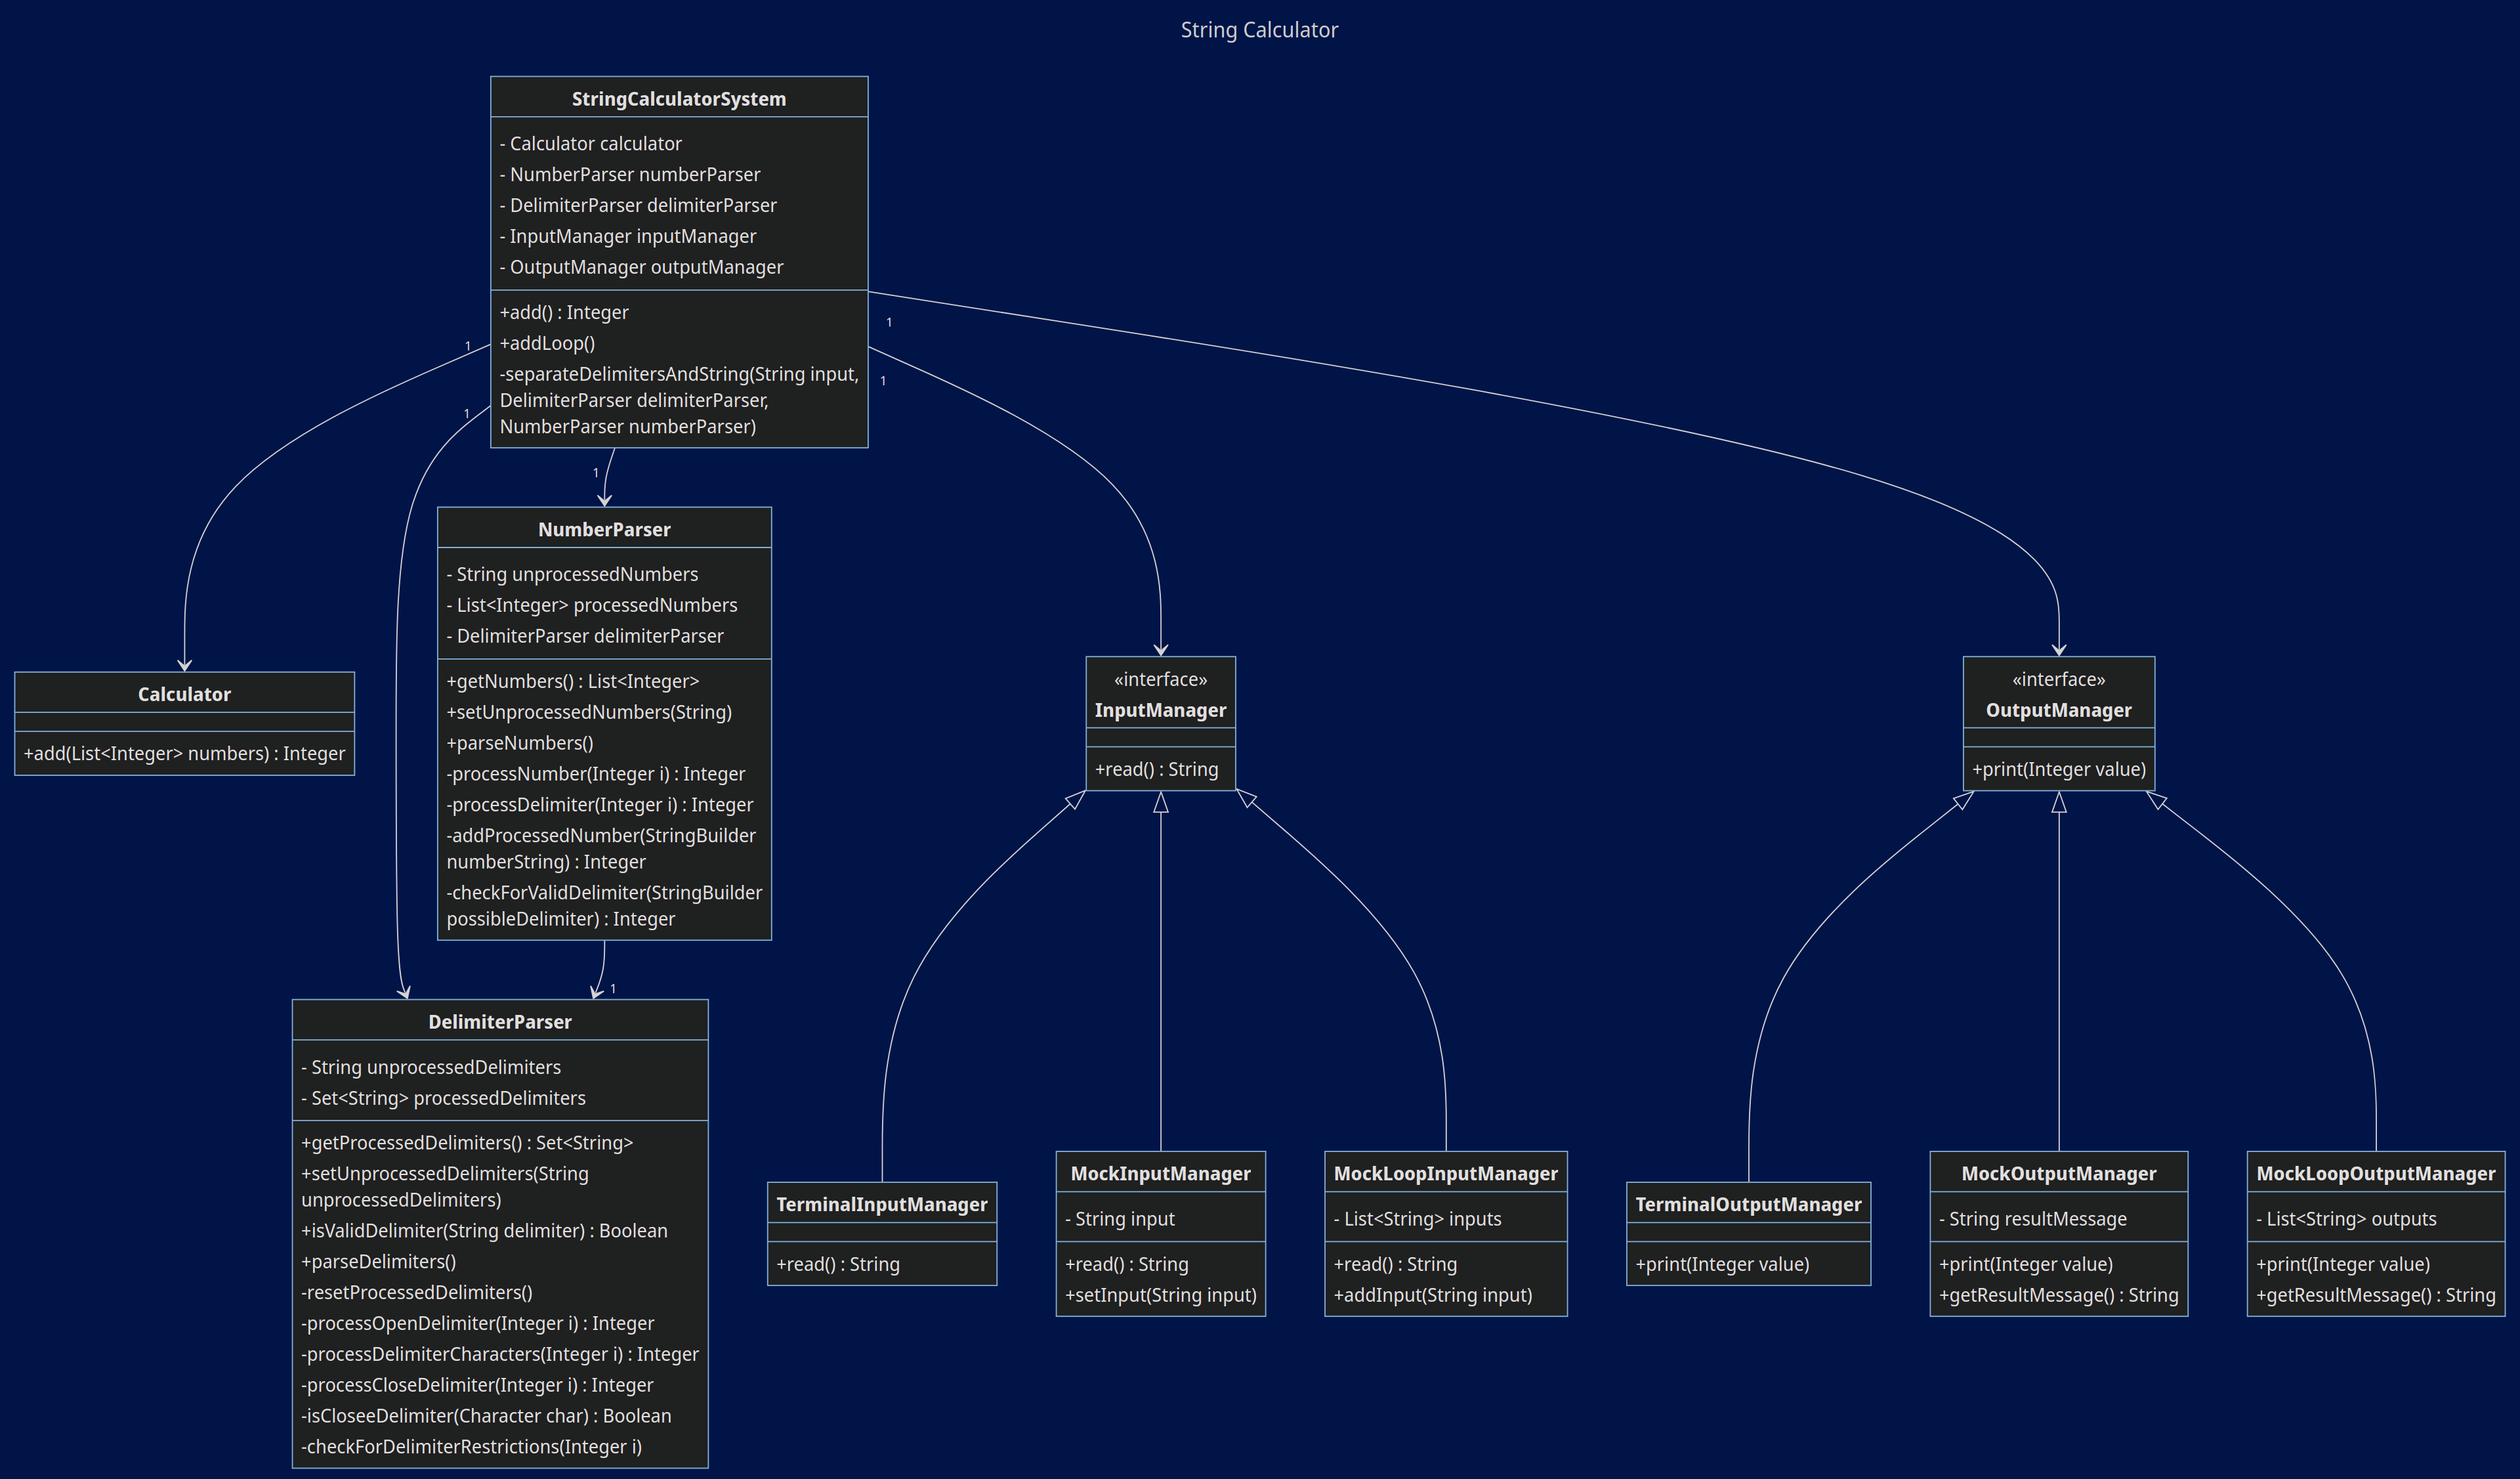 String Calculator
StringCalculatorSystem
- Calculator calculator
- NumberParser numberParser
- DelimiterParser delimiterParser
- InputManager inputManager
- OutputManager outputManager
+add() : Integer
+addLoop()
-separateDelimitersAndString(String input,
DelimiterParser delimiterParser,
NumberParser numberParser)
1
1
1
1
1
NumberParser
- String unprocessedNumbers
- List<Integer> processedNumbers
- DelimiterParser delimiterParser
+getNumbers() : List<Integer>
+setUnprocessedNumbers(String)
+parseNumbers()
-processNumber(Integer i) : Integer
-processDelimiter(Integer i) : Integer
-addProcessedNumber(StringBuilder
numberString) : Integer
-checkForValidDelimiter(StringBuilder
possibleDelimiter) : Integer
Calculator
+add(List<Integer> numbers) : Integer
«interface»
InputManager
+read() : String
«interface»
OutputManager
+print(Integer value)
1
DelimiterParser
- String unprocessedDelimiters
- Set<String> processedDelimiters
+getProcessedDelimiters() : Set<String>
+setUnprocessedDelimiters(String
unprocessedDelimiters)
+isValidDelimiter(String delimiter) : Boolean
+parseDelimiters()
-resetProcessedDelimiters()
-processOpenDelimiter(Integer i) : Integer
-processDelimiterCharacters(Integer i) : Integer
-processCloseDelimiter(Integer i) : Integer
-isCloseeDelimiter(Character char) : Boolean
-checkForDelimiterRestrictions(Integer i)
TerminalInputManager
+read() : String
MockInputManager
- String input
+read() : String
+setInput(String input)
MockLoopInputManager
- List<String> inputs
+read() : String
+addInput(String input)
TerminalOutputManager
+print(Integer value)
MockOutputManager
- String resultMessage
+print(Integer value)
+getResultMessage() : String
MockLoopOutputManager
- List<String> outputs
+print(Integer value)
+getResultMessage() : String